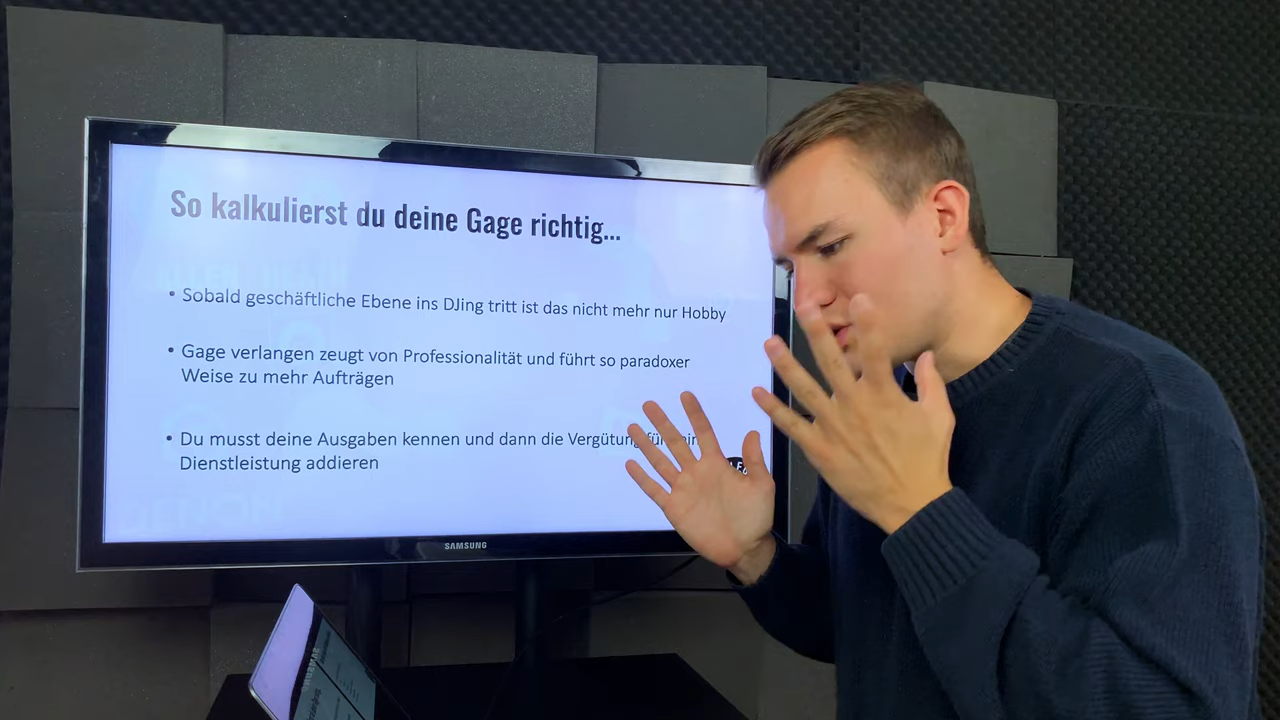 So kalkulierst du deine Gage richtig...
• Sobald geschäftliche Ebene ins DJing tritt ist das nicht mehr nur Hobby
• Gage verlangen zeugt von Professionalität und führt so paradoxer
Weise zu mehr Aufträgen
• Du musst deine Ausgaben kennen und dann die Vergütung für
Dienstleistung addieren
SAMSUNG